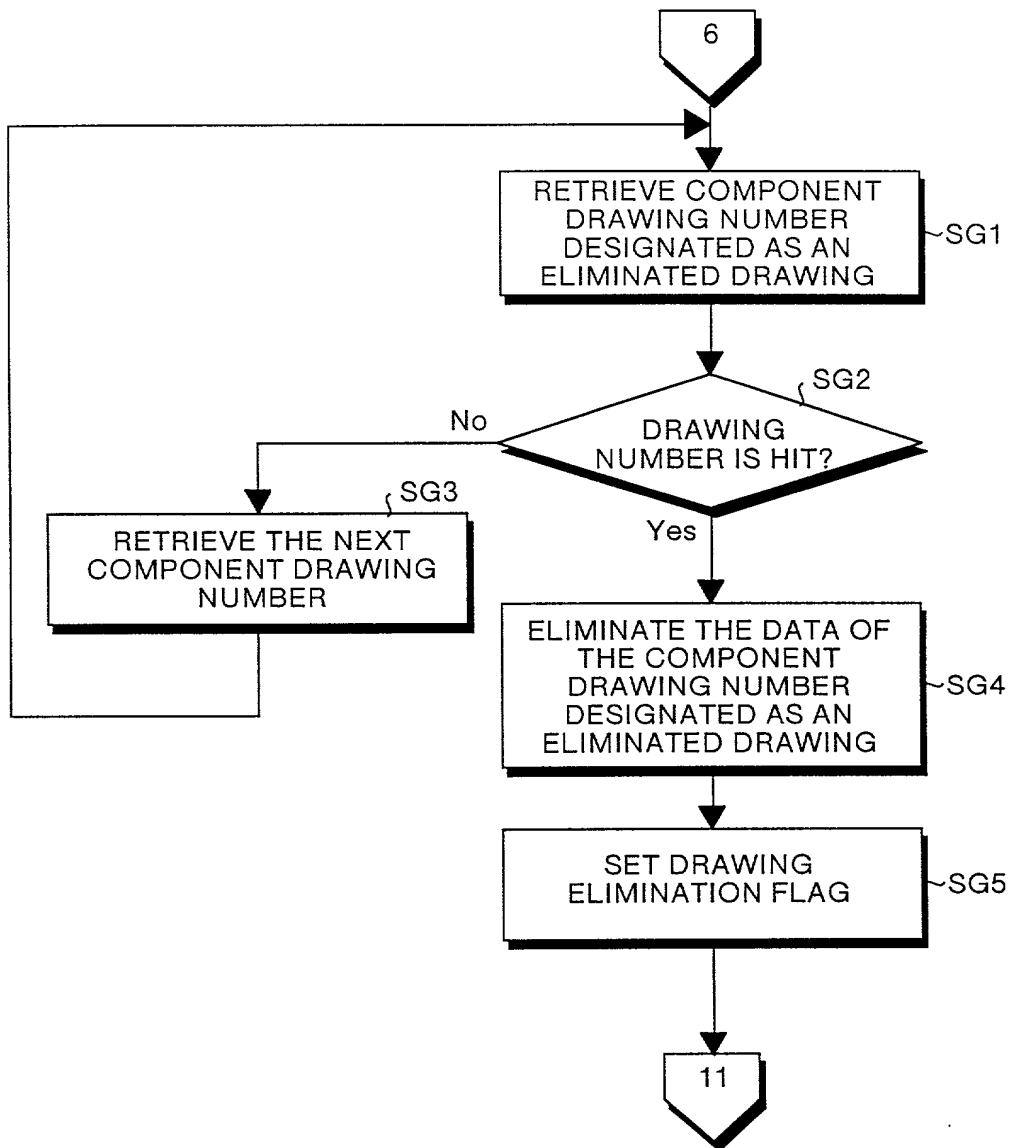 6
RETRIEVE COMPONENT
DRAWING NUMBER
DESIGNATED AS AN
ELIMINATED DRAWING
SG1
SG2
No
DRAWING
NUMBER IS HIT?
SG3
Yes
RETRIEVE THE NEXT
COMPONENT DRAWING
NUMBER
ELIMINATE THE DATA OF
THE COMPONENT
DRAWING NUMBER
DESIGNATED AS AN
ELIMINATED DRAWING
SG4
SET DRAWING
ELIMINATION FLAG
SG5
11